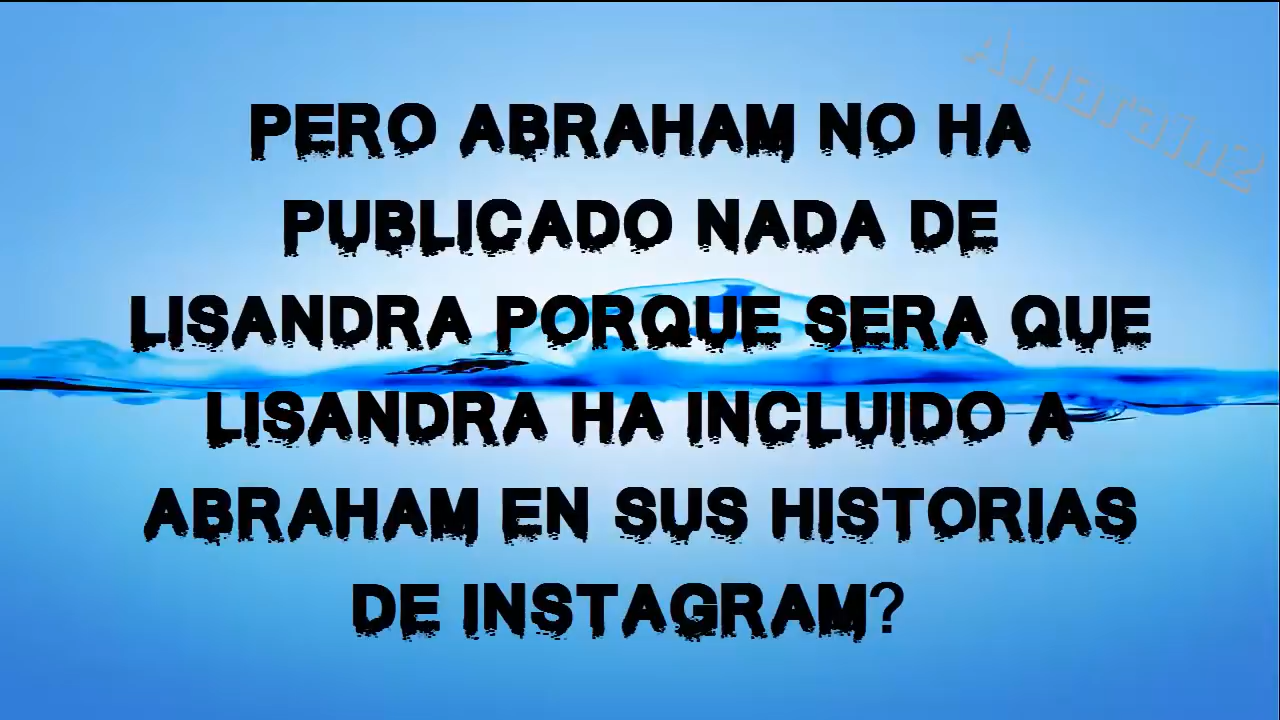 PERO ABRAHAM NO HA
PUBLICADO NADA DE
LISANDRA PORQUE SERA QUE
LISANDRA HA INCLUIDO A
ABRAHAM EN SUS HISTORIAS
DE INSTAGRAM?